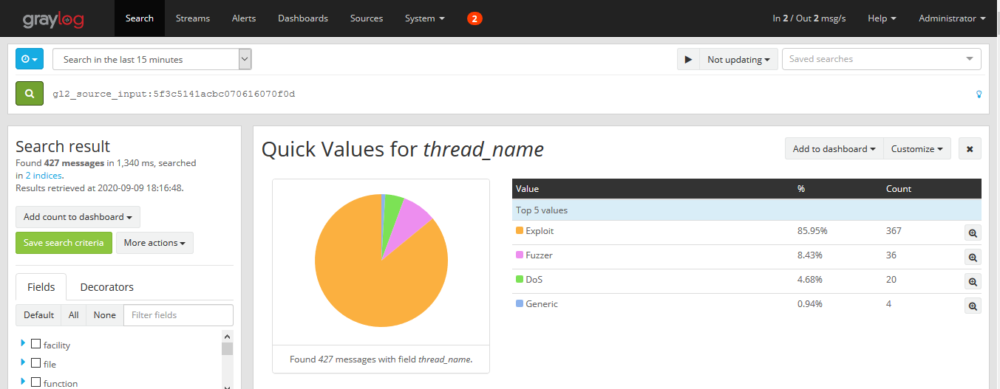 graylog Search Streams Alerts Dashboards Sources System 2 In 2 / Out 2 msg/s Help Administrator
Search in the last 15 minutes Not updating Saved searches
gl2_source_input:5f3c5141acbc070616070f0d
Search result
Found 427 messages in 1,340 ms, searched
in 2 indices.
Results retrieved at 2020-09-09 18:16:48.
Add count to dashboard
Save search criteria More actions
Fields Decorators
Default All None Filter fields
facility
file
function
Quick Values for thread_name
Add to dashboard Customize
Found 427 messages with field thread_name.
Value % Count
Top 5 values
Exploit 85.95% 367
Fuzzer 8.43% 36
DoS 4.68% 20
Generic 0.94% 4